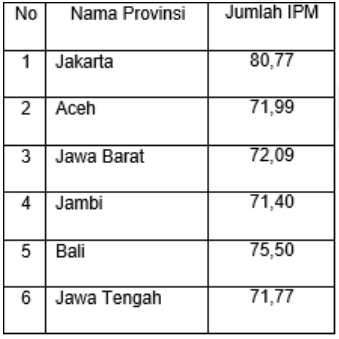 No Nama Provinsi Jumlah IPM
1 Jakarta 80,77
2 Aceh 71,99
3 Jawa Barat 72,09
4 Jambi 71,40
5 Bali 75,50
6 Jawa Tengah 71,77